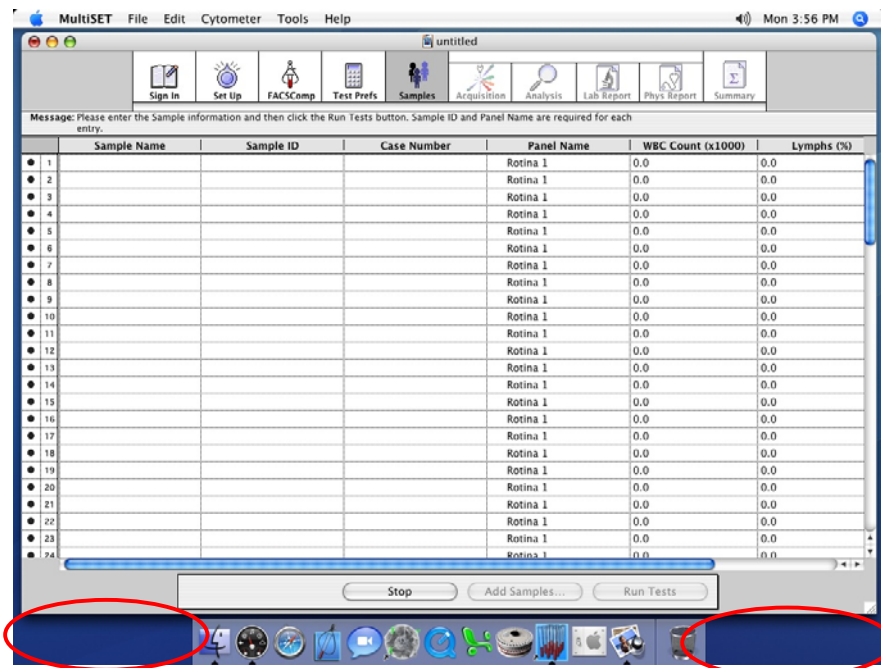 MultiSET File Edit Cytometer Tools Help Mon 3:56 PM
untitled
Sign In Set Up FACSComp Test Prefs Samples Acquisition Analysis Lab Report Phys Report Summary
Message: Please enter the Sample information and then click the Run Tests button. Sample ID and Panel Name are required for each
entry.
Sample Name Sample ID Case Number Panel Name WBC Count (x1000) Lymphs (%)
1 Rotina 1 0.0 0.0
2 Rotina 1 0.0 0.0
3 Rotina 1 0.0 0.0
4 Rotina 1 0.0 0.0
5 Rotina 1 0.0 0.0
6 Rotina 1 0.0 0.0
7 Rotina 1 0.0 0.0
8 Rotina 1 0.0 0.0
9 Rotina 1 0.0 0.0
10 Rotina 1 0.0 0.0
11 Rotina 1 0.0 0.0
12 Rotina 1 0.0 0.0
13 Rotina 1 0.0 0.0
14 Rotina 1 0.0 0.0
15 Rotina 1 0.0 0.0
16 Rotina 1 0.0 0.0
17 Rotina 1 0.0 0.0
18 Rotina 1 0.0 0.0
19 Rotina 1 0.0 0.0
20 Rotina 1 0.0 0.0
21 Rotina 1 0.0 0.0
22 Rotina 1 0.0 0.0
23 Rotina 1 0.0 0.0
24 Rotina 1 0.0 0.0
Stop Add Samples... Run Tests